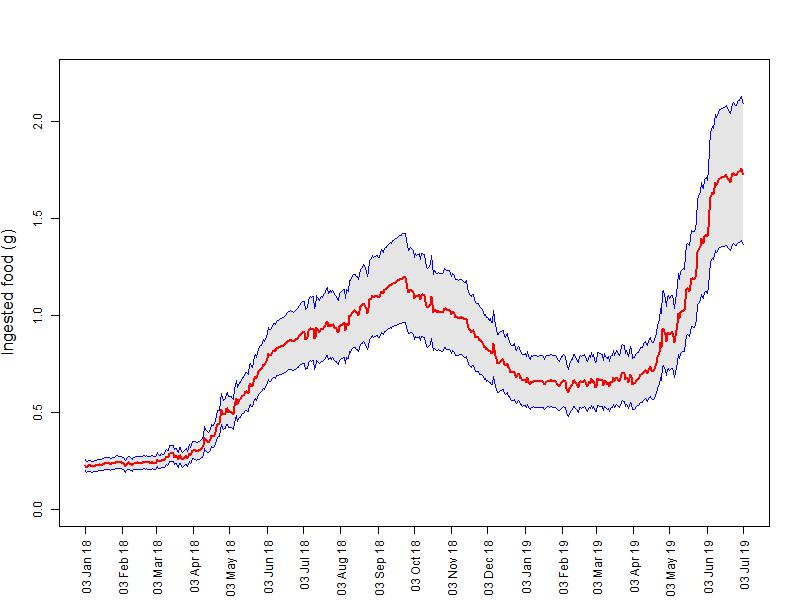 Ingested food (g)
2.0
1.5
1.0
0.5
0.0
03 Jan 18
03 Feb 18
03 Mar 18
03 Apr 18
03 May 18
03 Jun 18
03 Jul 18
03 Aug 18
03 Sep 18
03 Oct 18
03 Nov 18
03 Dec 18
03 Jan 19
03 Feb 19
03 Mar 19
03 Apr 19
03 May 19
03 Jun 19
03 Jul 19